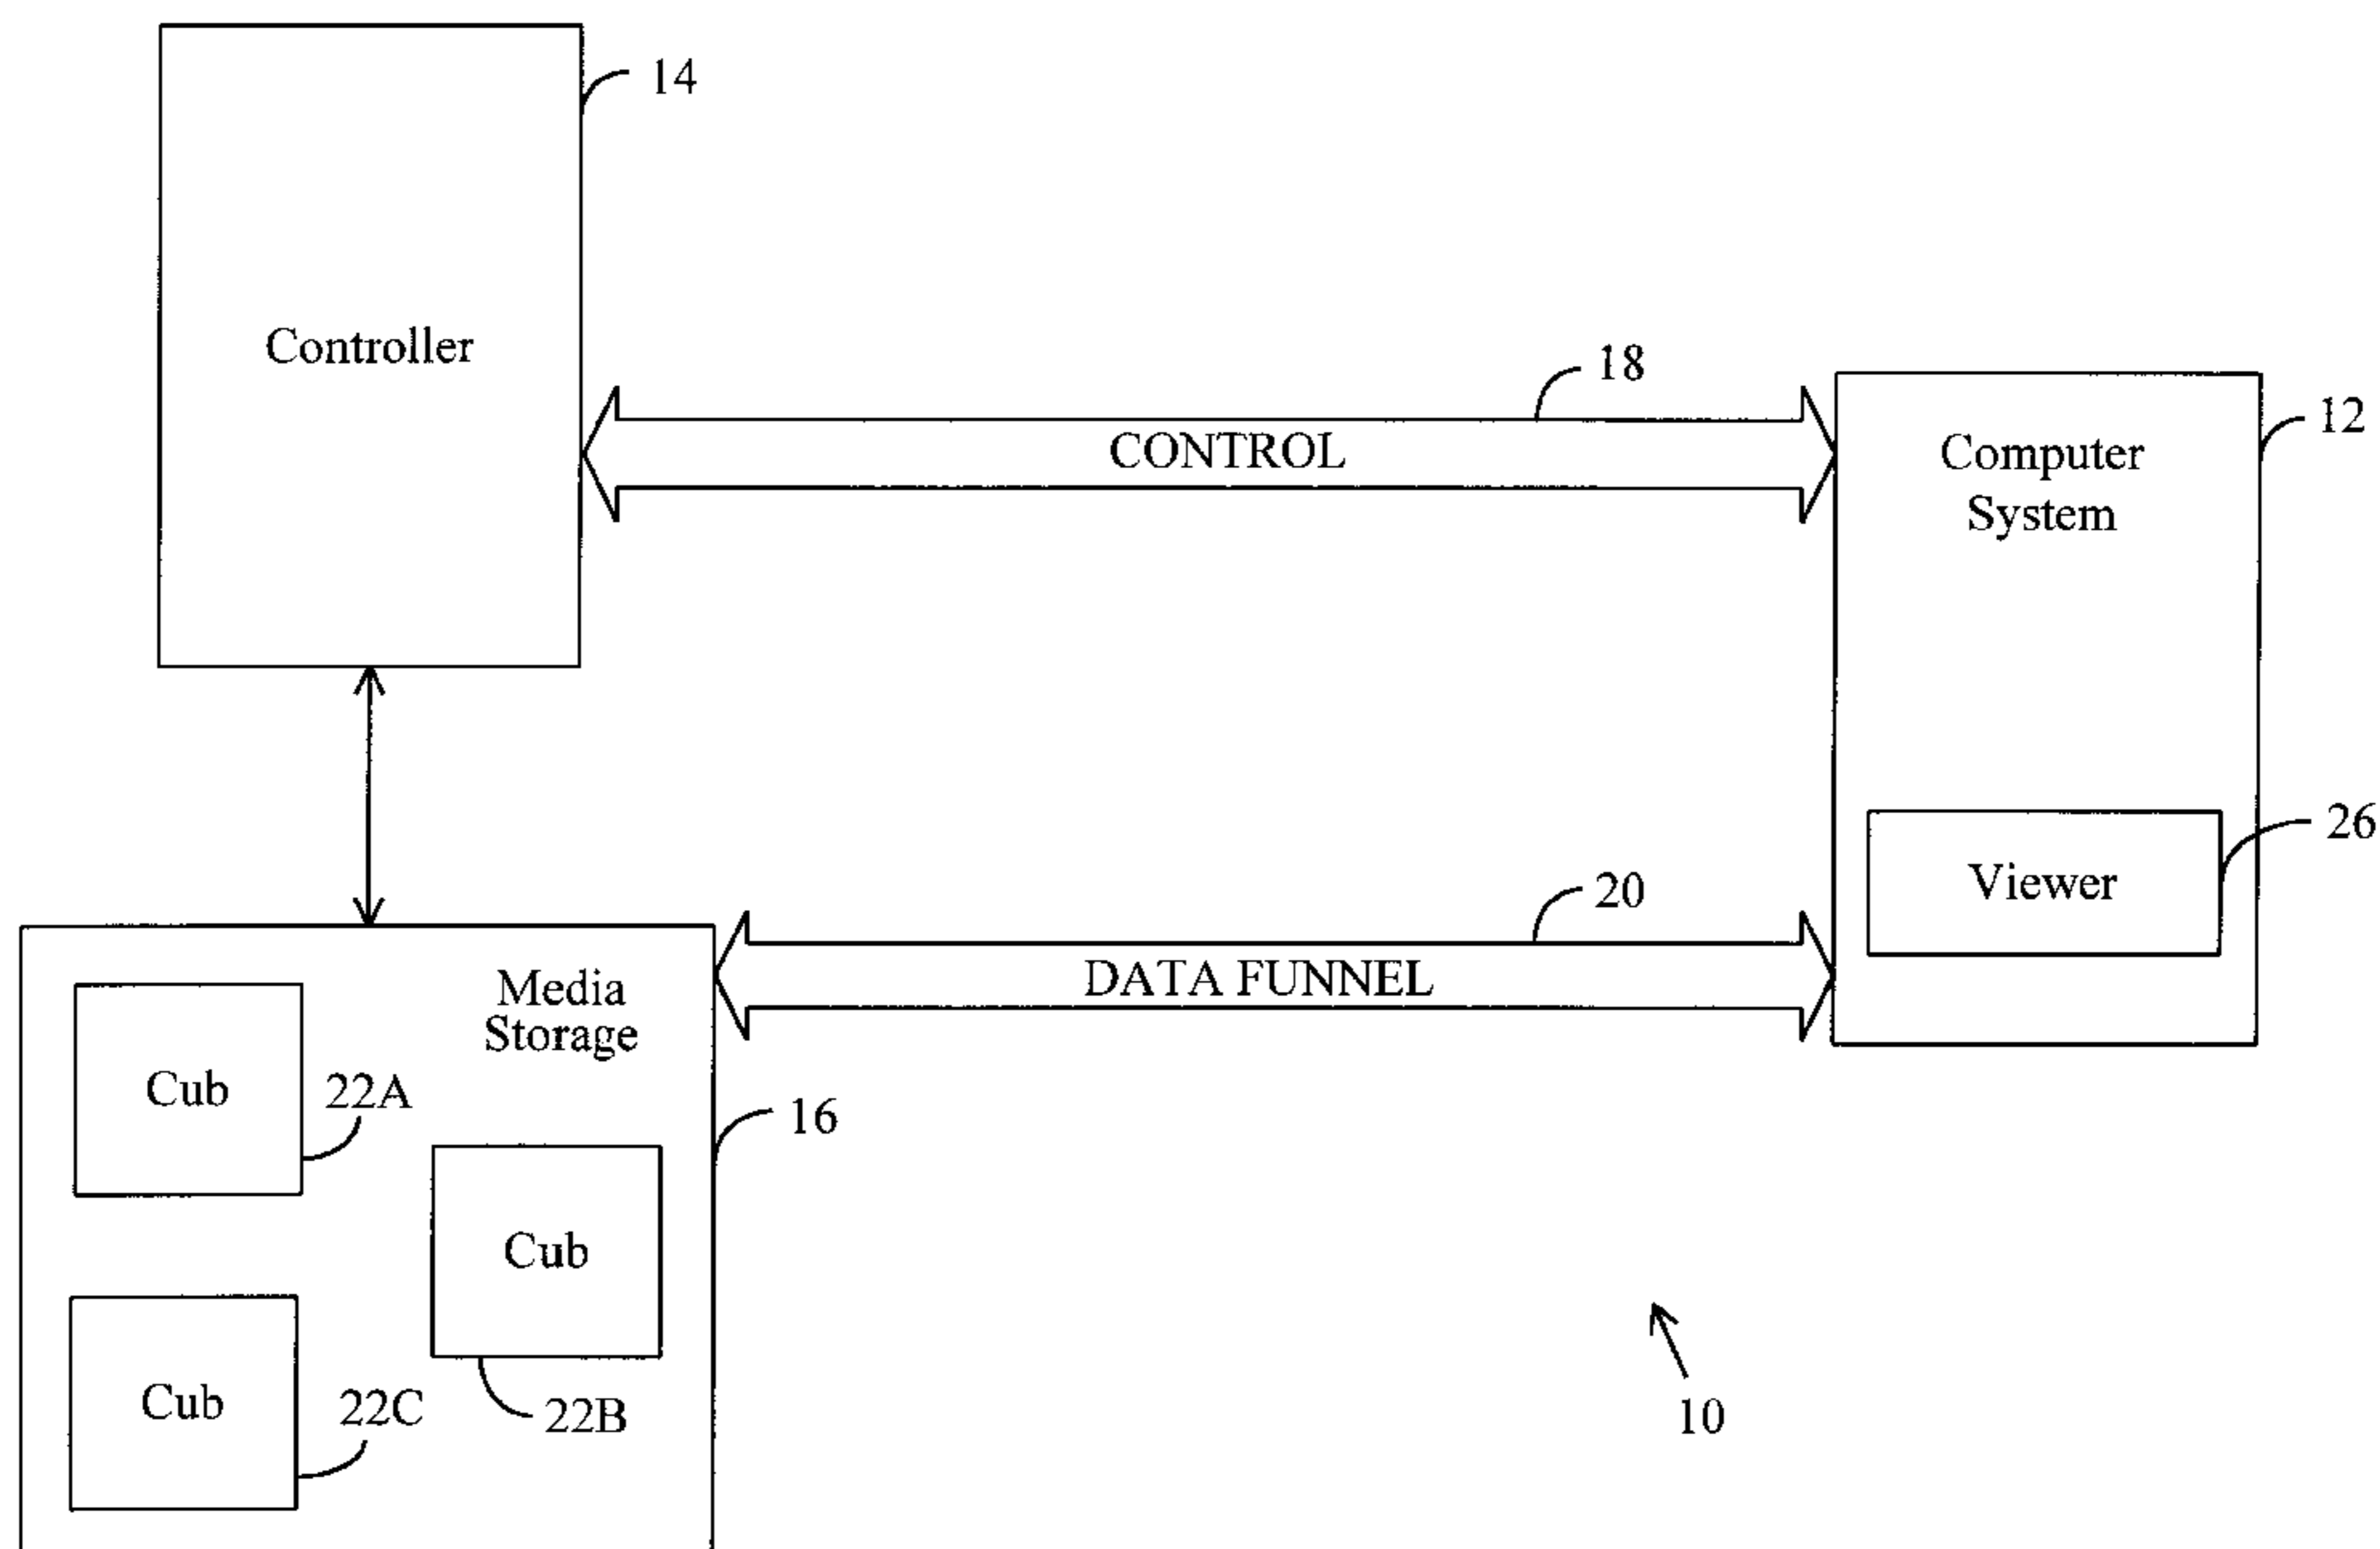 14
Controller
18
CONTROL
12
Computer
System
26
Viewer
20
DATA FUNNEL
Media
Storage
16
Cub
22A
Cub
22B
Cub
22C
10